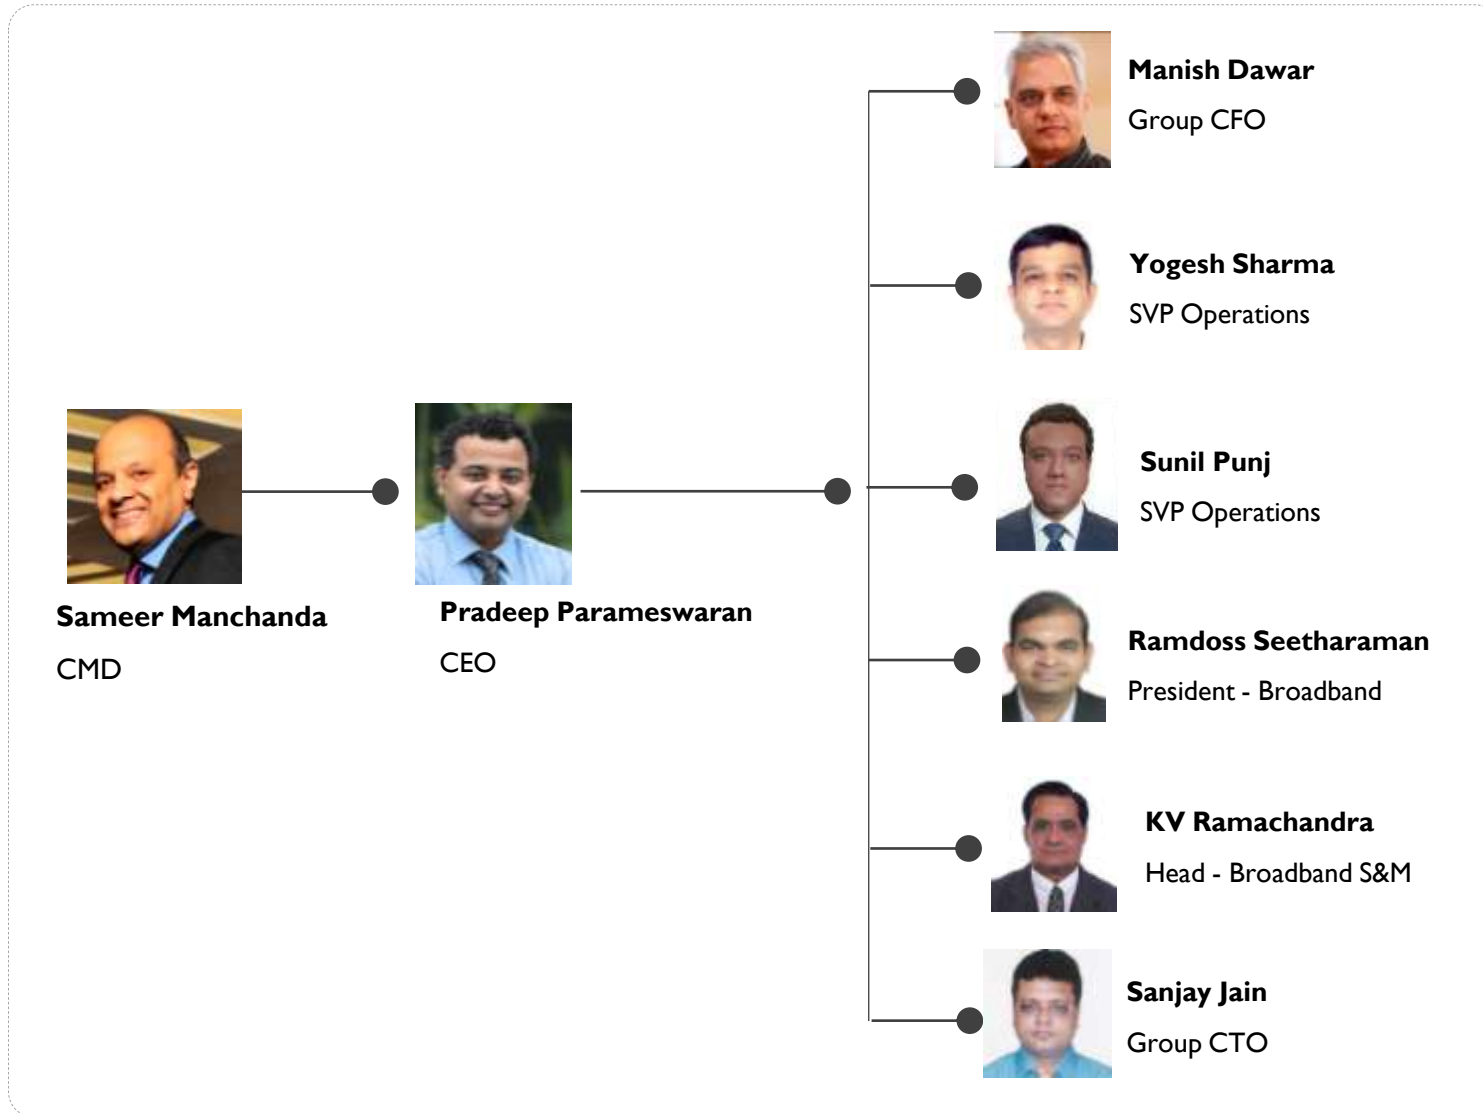 Manish Dawar
Group CFO
Yogesh Sharma
SVP Operations
Sunil Punj
SVP Operations
Sameer Manchanda
CMD
Pradeep Parameswaran
CEO
Ramdoss Seetharaman
President - Broadband
KV Ramachandra
Head - Broadband S&M
Sanjay Jain
Group CTO